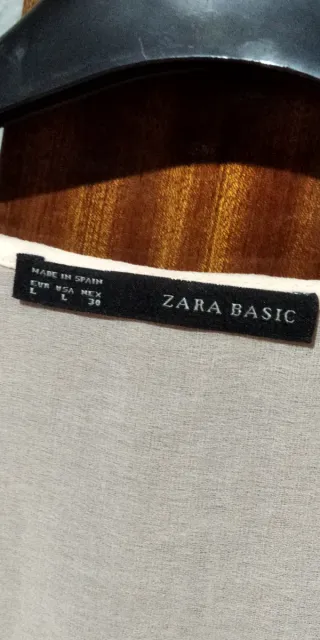 MADE IN SPAIN
EUR USA MEX
L L 30
ZARA BASIC